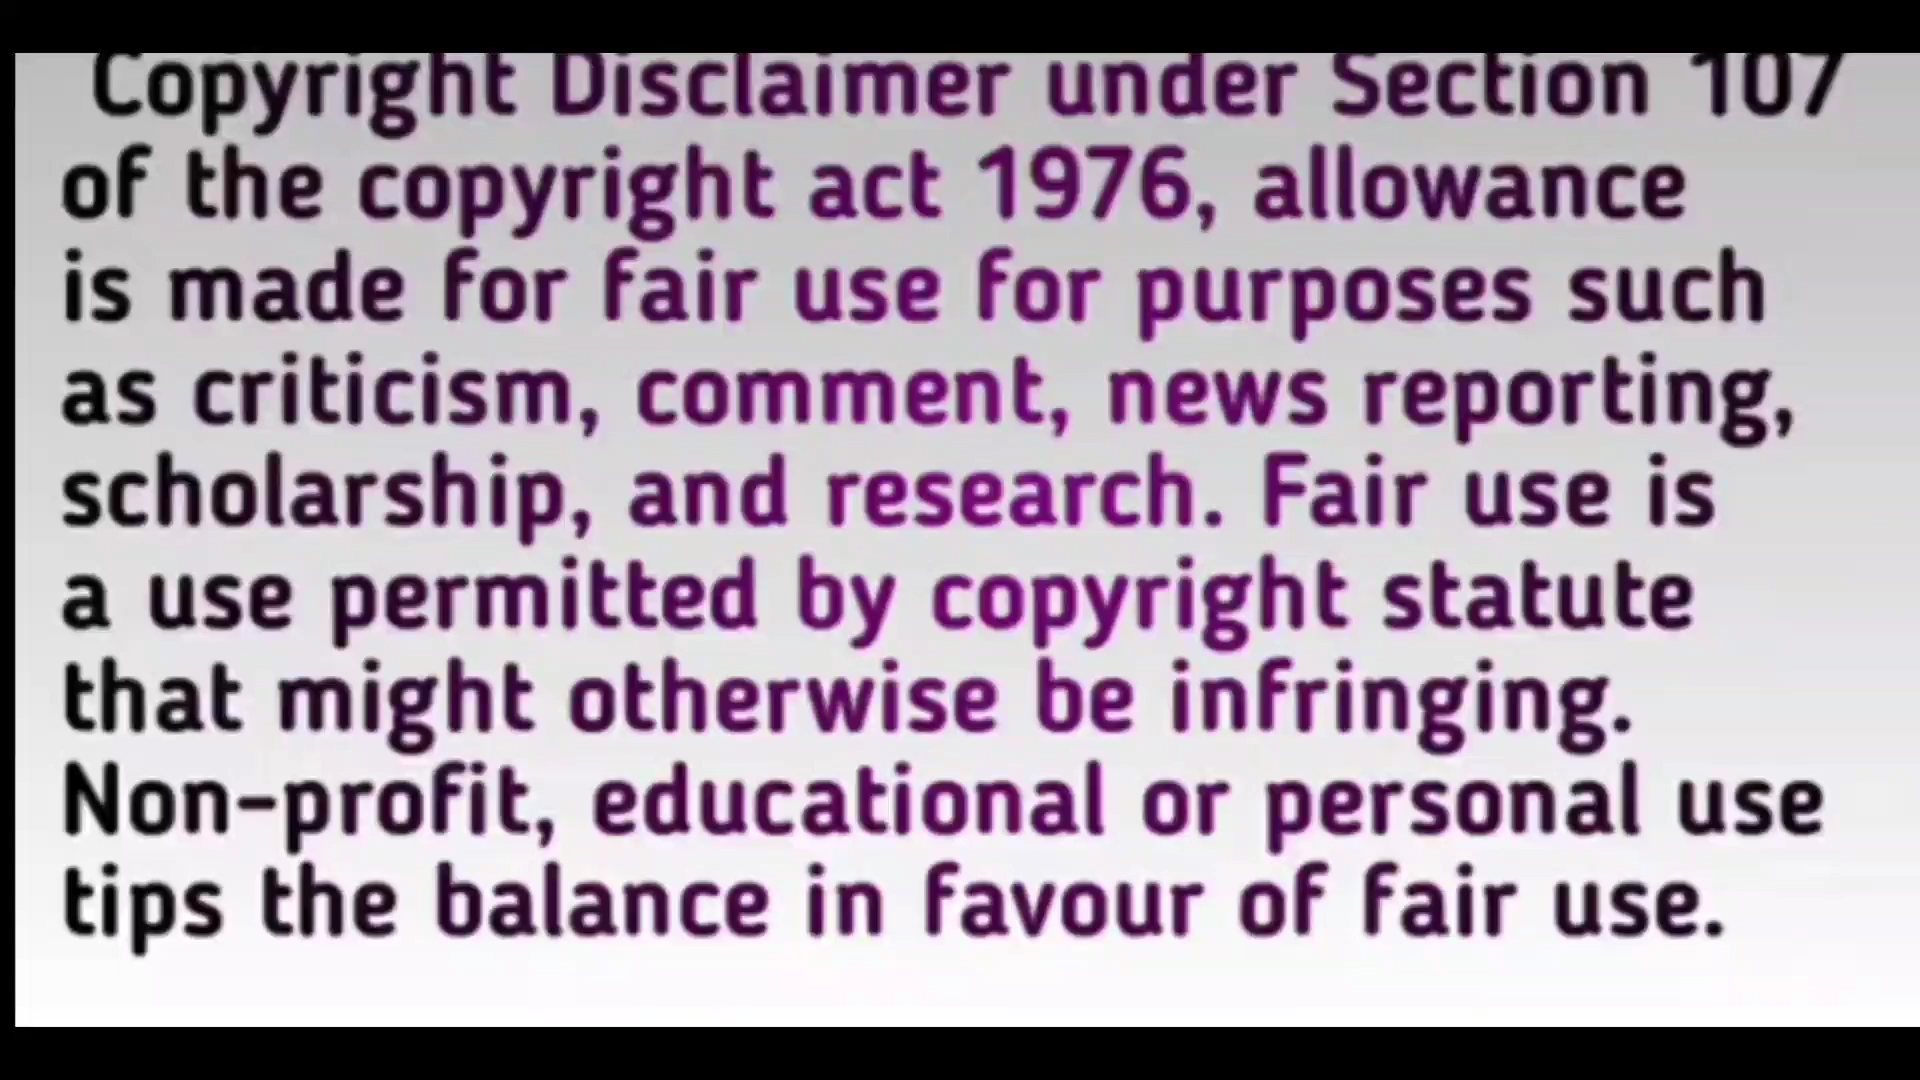 Copyright Disclaimer under Section 107
of the copyright act 1976, allowance
is made for fair use for purposes such
as criticism, comment, news reporting,
scholarship, and research. Fair use is
a use permitted by copyright statute
that might otherwise be infringing.
Non-profit, educational or personal use
tips the balance in favour of fair use.